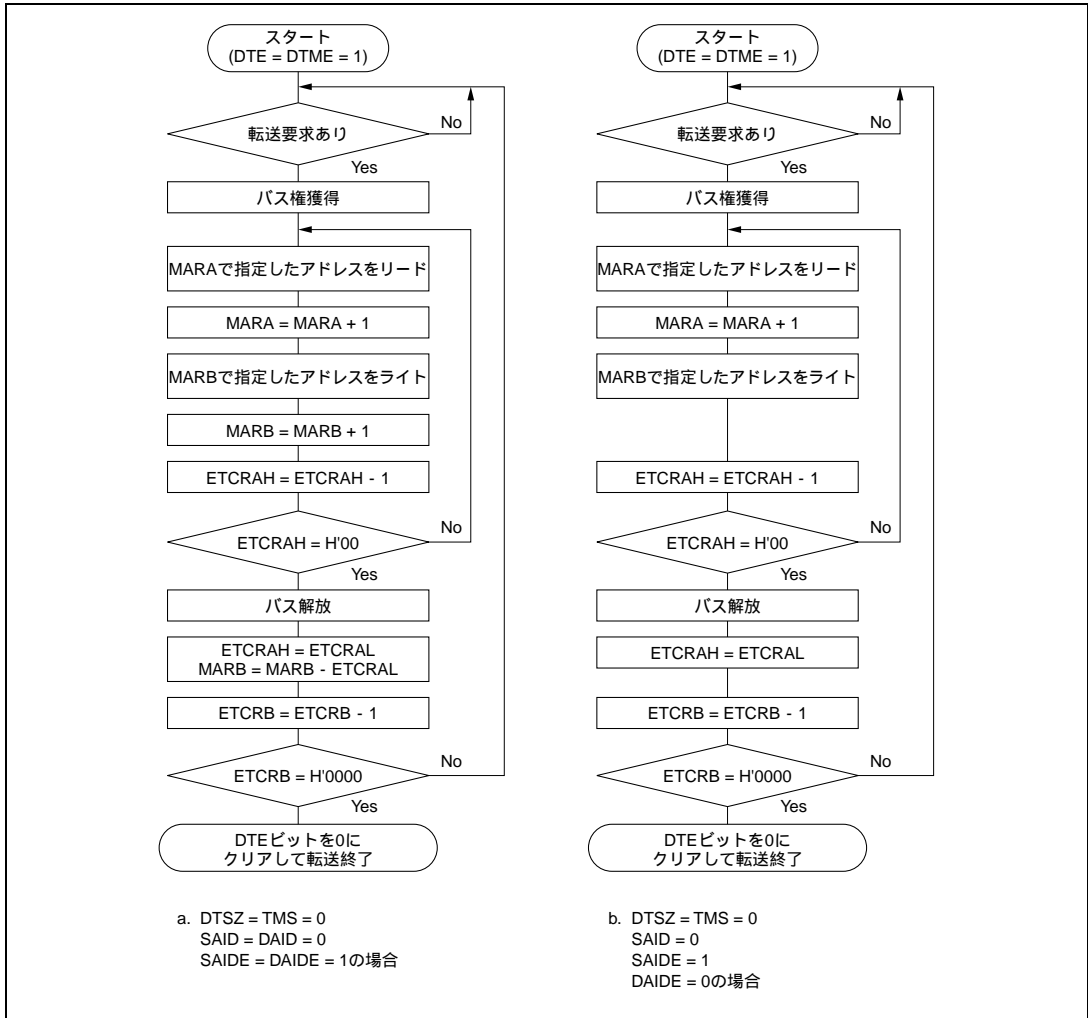 スタート
(DTE = DTME = 1)
転送要求あり
No
Yes
バス権獲得
MARAで指定したアドレスをリード
MARA = MARA + 1
MARBで指定したアドレスをライト
MARB = MARB + 1
ETCRAH = ETCRAH - 1
ETCRAH = H'00
No
Yes
バス解放
ETCRAH = ETCRAL
MARB = MARB - ETCRAL
ETCRB = ETCRB - 1
ETCRB = H'0000
No
Yes
DTEビットを0に
クリアして転送終了
a. DTSZ = TMS = 0
SAID = DAID = 0
SAIDE = DAIDE = 1の場合
スタート
(DTE = DTME = 1)
転送要求あり
No
Yes
バス権獲得
MARAで指定したアドレスをリード
MARA = MARA + 1
MARBで指定したアドレスをライト
ETCRAH = ETCRAH - 1
ETCRAH = H'00
No
Yes
バス解放
ETCRAH = ETCRAL
ETCRB = ETCRB - 1
ETCRB = H'0000
No
Yes
DTEビットを0に
クリアして転送終了
b. DTSZ = TMS = 0
SAID = 0
SAIDE = 1
DAIDE = 0の場合